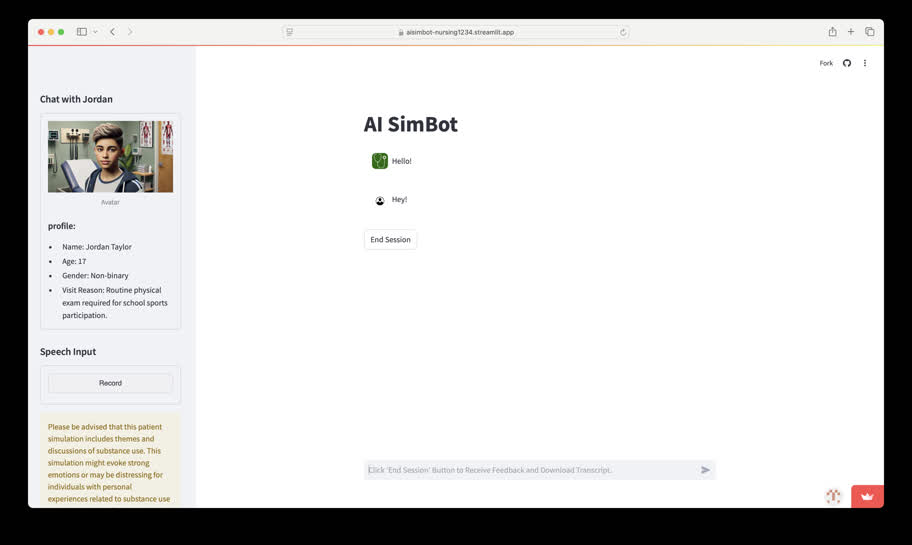 aisimbot-nursing1234.streamlit.app
Fork
Chat with Jordan
Avatar
profile:
Name: Jordan Taylor
Age: 17
Gender: Non-binary
Visit Reason: Routine physical
exam required for school sports
participation.
Speech Input
Record
Please be advised that this patient
simulation includes themes and
discussions of substance use. This
simulation might evoke strong
emotions or may be distressing for
individuals with personal
experiences related to substance use
AI SimBot
Hello!
Hey!
End Session
Click 'End Session' Button to Receive Feedback and Download Transcript.